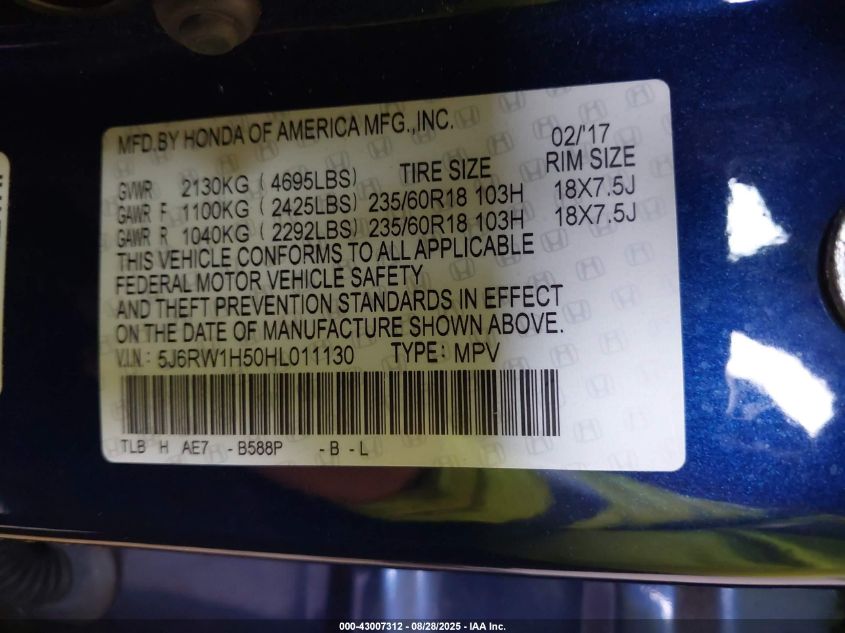 MFD.BY HONDA OF AMERICA MFG.,INC. 02/'17
TIRE SIZE RIM SIZE
GVWR 2130KG ( 4695LBS)
GAWR F 1100KG ( 2425LBS) 235/60R18 103H 18X7.5J
GAWR R 1040KG ( 2292LBS) 235/60R18 103H 18X7.5J
THIS VEHICLE CONFORMS TO ALL APPLICABLE
FEDERAL MOTOR VEHICLE SAFETY
AND THEFT PREVENTION STANDARDS IN EFFECT
ON THE DATE OF MANUFACTURE SHOWN ABOVE.
V.I.N.: 5J6RW1H50HL011130 TYPE: MPV
TLB H AE7 - B588P - B - L
000-43007312 | 08/28/2025 - IAA Inc.